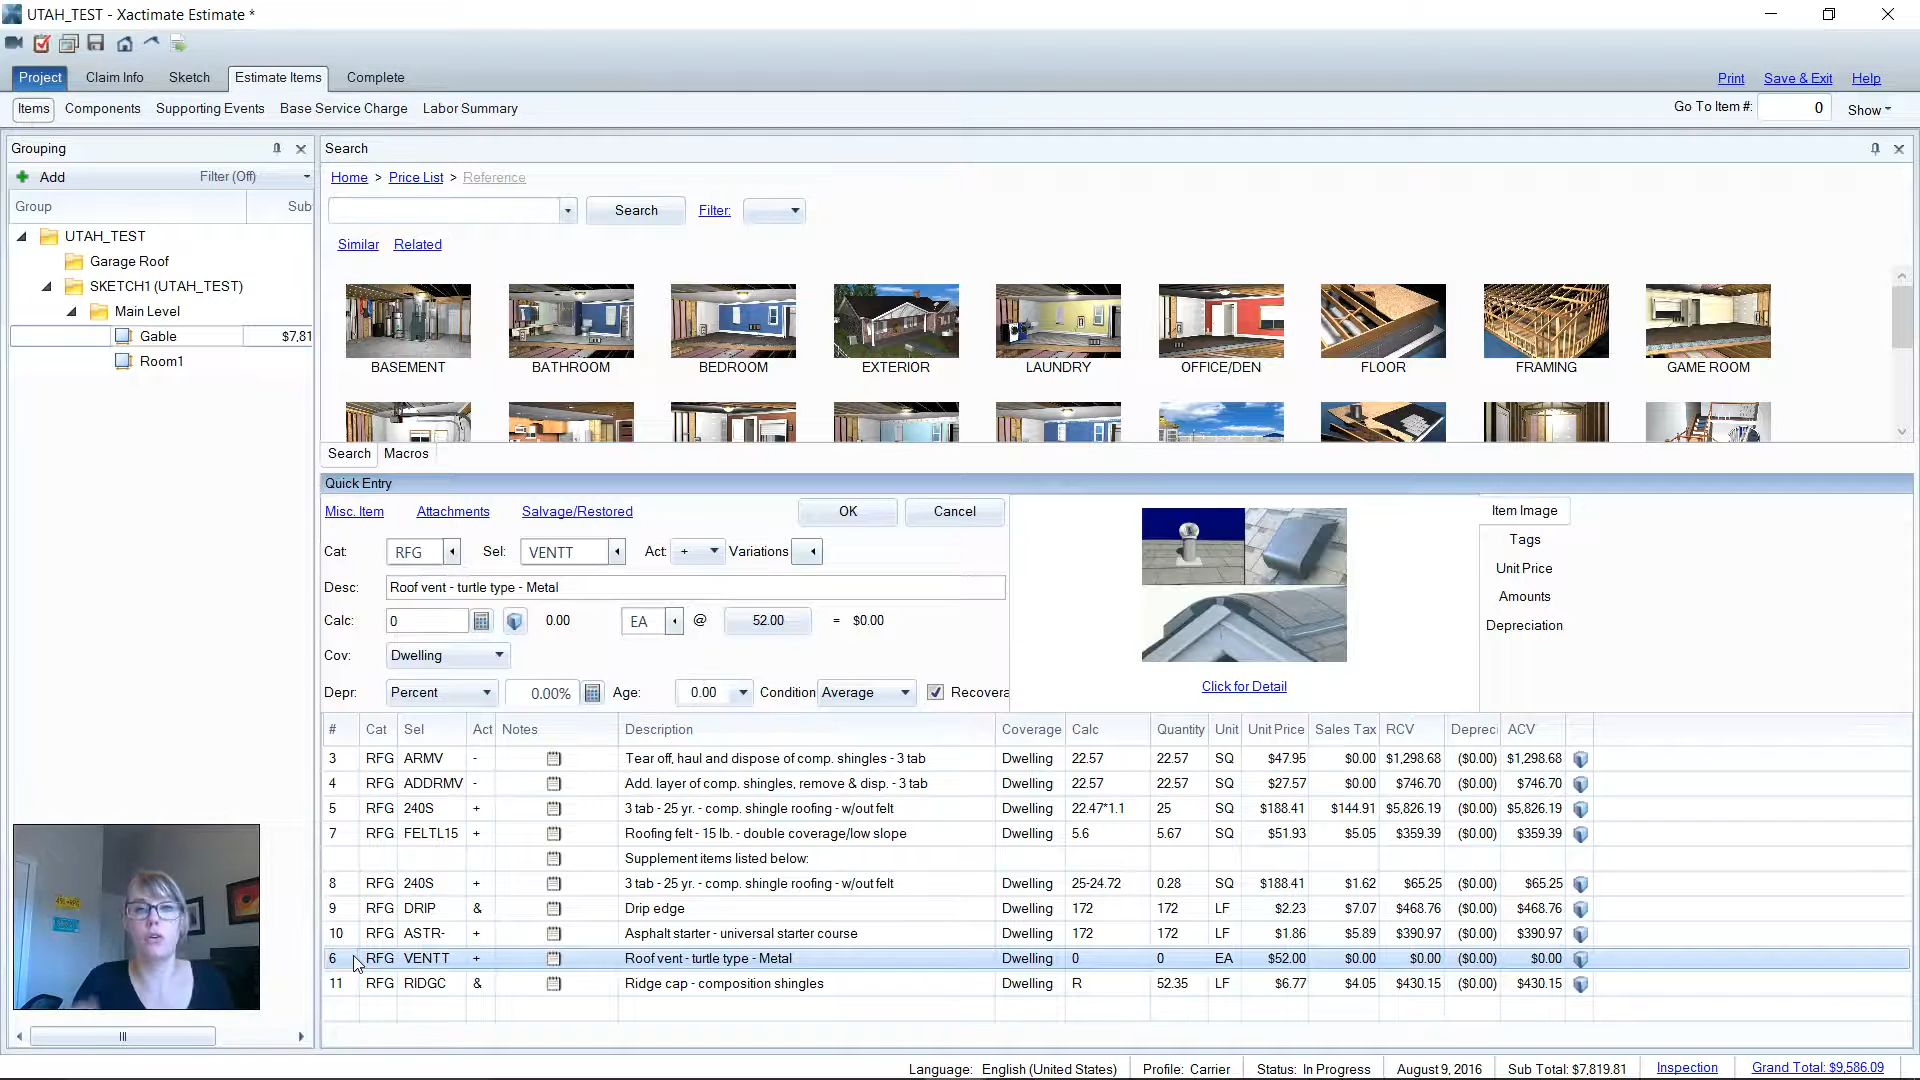 UTAH_TEST - Xactimate Estimate *
Project Claim Info Sketch Estimate Items Complete
Print Save & Exit Help
Items Components Supporting Events Base Service Charge Labor Summary
Go To Item #: 0 Show
Grouping
Add Filter (Off)
Group Sub
UTAH_TEST
Garage Roof
SKETCH1 (UTAH_TEST)
Main Level
Gable $7,81
Room1
Search
Home > Price List > Reference
Search Filter:
Similar Related
BASEMENT BATHROOM BEDROOM EXTERIOR LAUNDRY OFFICE/DEN FLOOR FRAMING GAME ROOM
Search Macros
Quick Entry
Misc. Item Attachments Salvage/Restored OK Cancel
Cat: RFG Sel: VENTT Act: + Variations
Desc: Roof vent - turtle type - Metal
Calc: 0 0.00 EA @ 52.00 = $0.00
Cov: Dwelling
Depr: Percent 0.00% Age: 0.00 Condition Average Recovera
Click for Detail
Item Image
Tags
Unit Price
Amounts
Depreciation
# Cat Sel Act Notes Description Coverage Calc Quantity Unit Unit Price Sales Tax RCV Depreci ACV
3 RFG ARMV - Tear off, haul and dispose of comp. shingles - 3 tab Dwelling 22.57 22.57 SQ $47.95 $0.00 $1,298.68 ($0.00) $1,298.68
4 RFG ADDRMV - Add. layer of comp. shingles, remove & disp. - 3 tab Dwelling 22.57 22.57 SQ $27.57 $0.00 $746.70 ($0.00) $746.70
5 RFG 240S + 3 tab - 25 yr. - comp. shingle roofing - w/out felt Dwelling 22.47*1.1 25 SQ $188.41 $144.91 $5,826.19 ($0.00) $5,826.19
7 RFG FELTL15 + Roofing felt - 15 lb. - double coverage/low slope Dwelling 5.6 5.67 SQ $51.93 $5.05 $359.39 ($0.00) $359.39
Supplement items listed below:
8 RFG 240S + 3 tab - 25 yr. - comp. shingle roofing - w/out felt Dwelling 25-24.72 0.28 SQ $188.41 $1.62 $65.25 ($0.00) $65.25
9 RFG DRIP & Drip edge Dwelling 172 172 LF $2.23 $7.07 $468.76 ($0.00) $468.76
10 RFG ASTR- + Asphalt starter - universal starter course Dwelling 172 172 LF $1.86 $5.89 $390.97 ($0.00) $390.97
6 RFG VENTT + Roof vent - turtle type - Metal Dwelling 0 0 EA $52.00 $0.00 $0.00 ($0.00) $0.00
11 RFG RIDGC & Ridge cap - composition shingles Dwelling R 52.35 LF $6.77 $4.05 $430.15 ($0.00) $430.15
Language: English (United States) Profile: Carrier Status: In Progress August 9, 2016 Sub Total: $7,819.81 Inspection Grand Total: $9,586.09